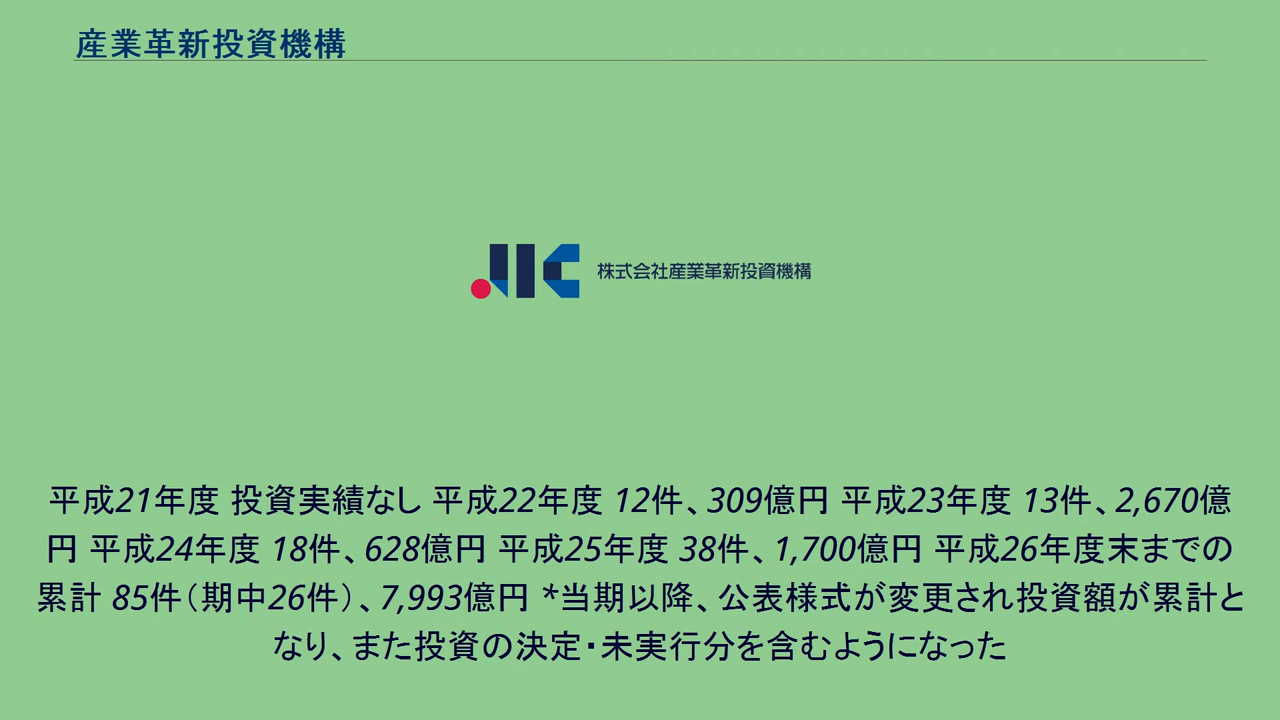 産業革新投資機構
JIC 株式会社産業革新投資機構
平成21年度 投資実績なし 平成22年度 12件、309億円 平成23年度 13件、2,670億
円 平成24年度 18件、628億円 平成25年度 38件、1,700億円 平成26年度末までの
累計 85件（期中26件）、7,993億円 *当期以降、公表様式が変更され投資額が累計と
なり、また投資の決定・未実行分を含むようになった